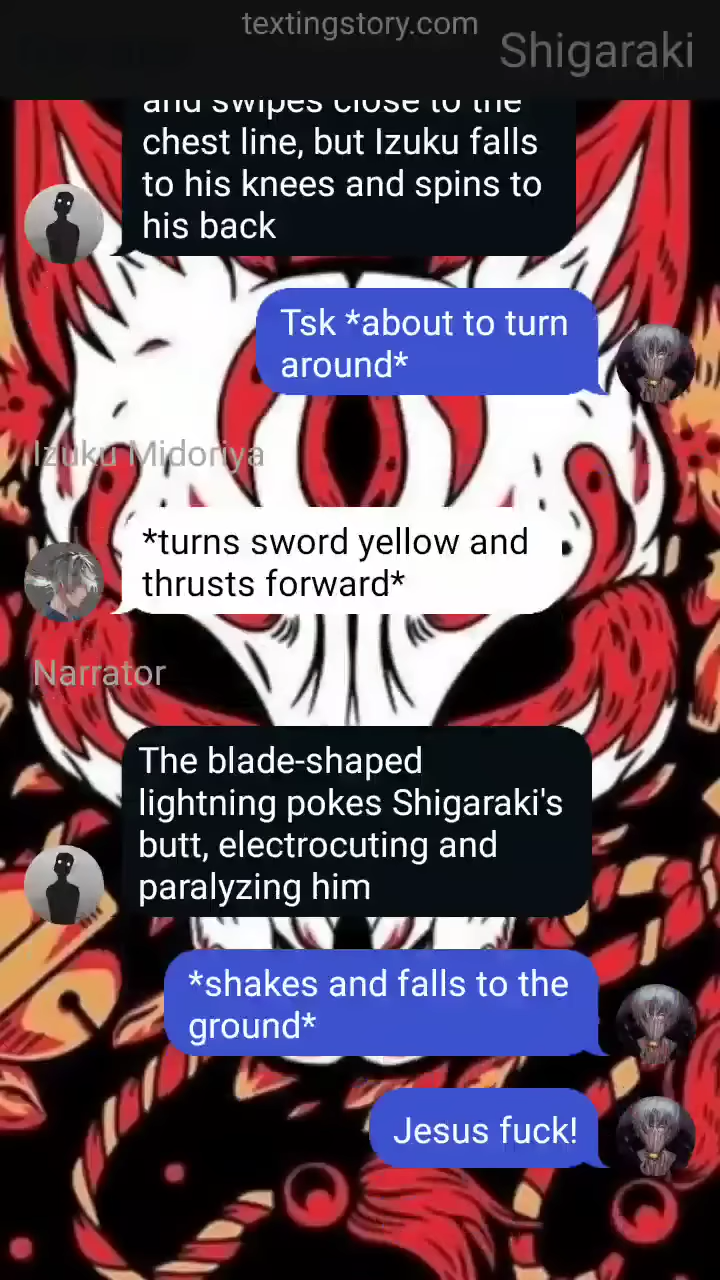 textingstory.com
Shigaraki
and swipes close to the
chest line, but Izuku falls
to his knees and spins to
his back
Tsk *about to turn
around*
Izuku Midoriya
*turns sword yellow and
thrusts forward*
Narrator
The blade-shaped
lightning pokes Shigaraki's
butt, electrocuting and
paralyzing him
*shakes and falls to the
ground*
Jesus fuck!